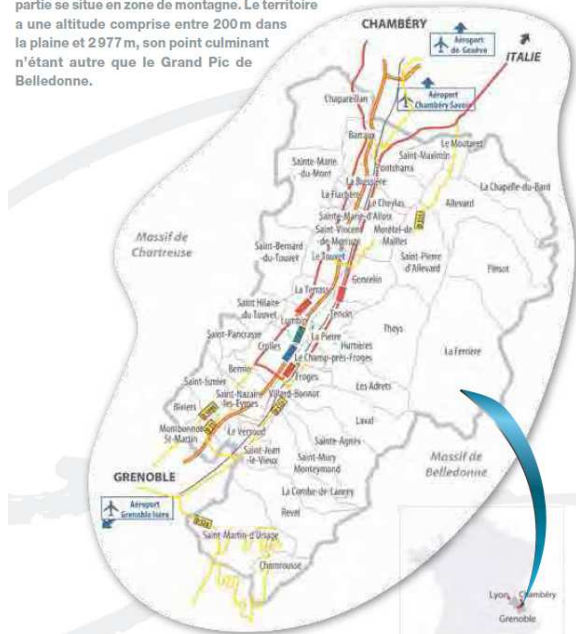 partie se situe en zone de montagne. Le territoire
a une altitude comprise entre 200 m dans
la plaine et 2 977 m, son point culminant
n'étant autre que le Grand Pic de
Belledonne.
CHAMBÉRY
Aéroport
de Genève
ITALIE
Aéroport
Chambéry Savoie
Chapareillan
Barraux
Le Moutaret
Saint-Maximin
Pontcharra
Sainte-Marie
du-Mont
La Buissière
La Chapelle-du-Bard
La Flachère
Le Cheylas
Allevard
Sainte-Marie-d'Alloix
Saint-Vincent
-de-Mercuze
Morêtel-de
Mailles
Massif de
Chartreuse
Saint-Bernard
-du-Touvet
Le Touvet
Saint-Pierre
d'Allevard
Pinsot
Goncelin
La Terrasse
Saint Hilaire
du Touvet
Lumbin
Tencin
Saint-Pancrasse
La Pierre
Theys
Crolles
Hurtières
Le Champ-près-Froges
La Ferrière
Bernin
Froges
Saint-Ismier
Les Adrets
Saint-Nazaire
-les-Eymes
Villard-Bonnot
Biviers
Laval
Montbonnot
St-Martin
Le Versoud
Sainte-Agnès
Saint-Jean
-le-Vieux
Saint-Mury
Monteymond
Massif de
Belledonne
GRENOBLE
La Combe-de-Lancey
Aéroport
Grenoble Isère
Revel
Saint-Martin-d'Uriage
Chamrousse
Lyon
Chambéry
Grenoble